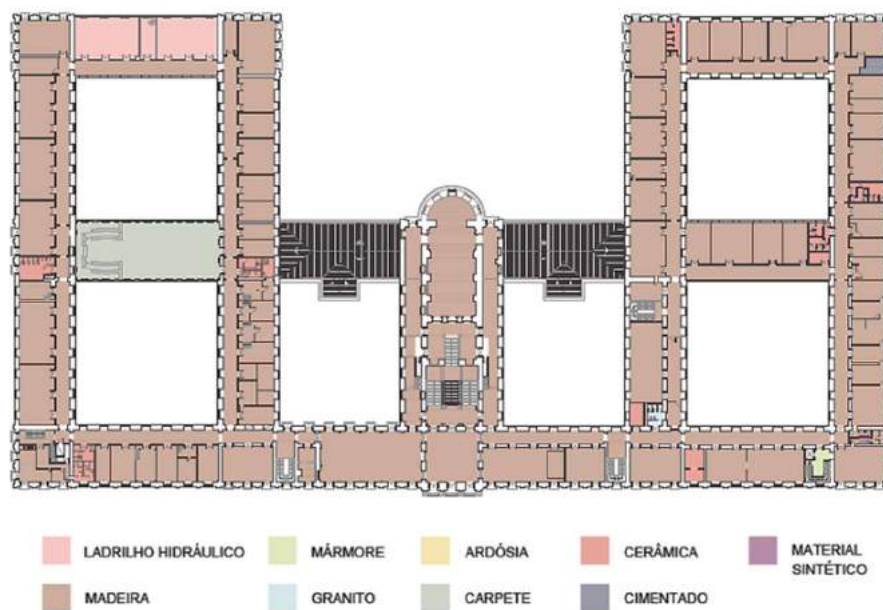 LADRILHO HIDRÁULICO
MÁRMORE
ARDÓSIA
CERÂMICA
MATERIAL
SINTÉTICO
MADEIRA
GRANITO
CARPETE
CIMENTADO